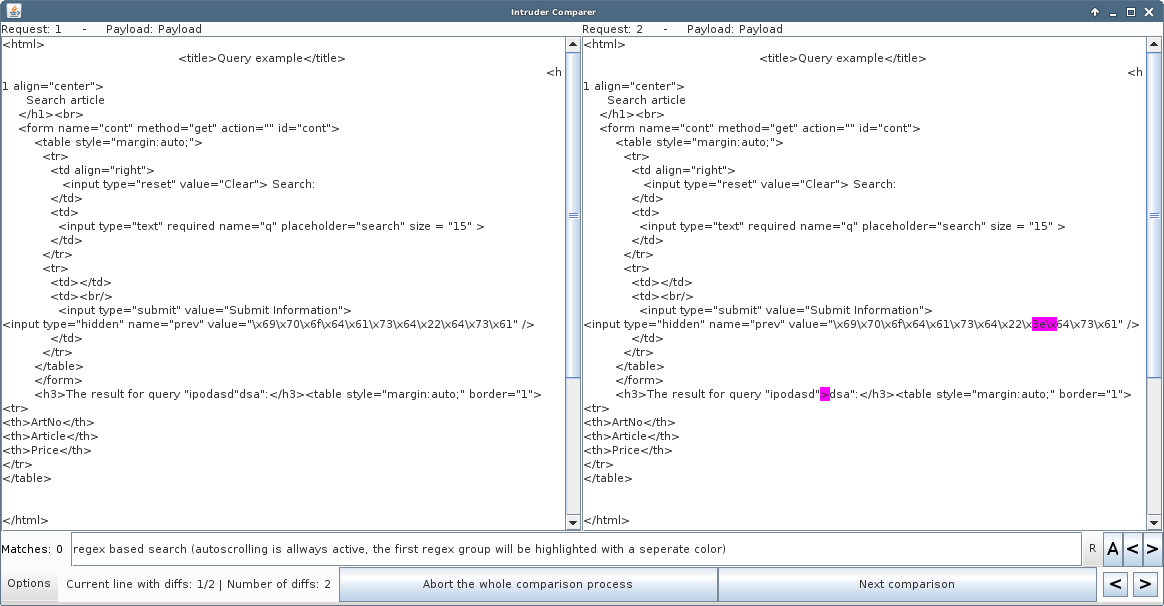 Intruder Comparer
Request: 1 - Payload: Payload
<html>
<title>Query example</title>
<h
1 align="center">
Search article
</h1><br>
<form name="cont" method="get" action="" id="cont">
<table style="margin:auto;">
<tr>
<td align="right">
<input type="reset" value="Clear"> Search:
</td>
<td>
<input type="text" required name="q" placeholder="search" size = "15" >
</td>
</tr>
<tr>
<td></td>
<td><br/>
<input type="submit" value="Submit Information">
<input type="hidden" name="prev" value="\x69\x70\x6f\x64\x61\x73\x64\x22\x64\x73\x61" />
</td>
</tr>
</table>
</form>
<h3>The result for query "ipodasd"dsa":</h3><table style="margin:auto;" border="1">
<tr>
<th>ArtNo</th>
<th>Article</th>
<th>Price</th>
</tr>
</table>
</html>
Request: 2 - Payload: Payload
<html>
<title>Query example</title>
<h
1 align="center">
Search article
</h1><br>
<form name="cont" method="get" action="" id="cont">
<table style="margin:auto;">
<tr>
<td align="right">
<input type="reset" value="Clear"> Search:
</td>
<td>
<input type="text" required name="q" placeholder="search" size = "15" >
</td>
</tr>
<tr>
<td></td>
<td><br/>
<input type="submit" value="Submit Information">
<input type="hidden" name="prev" value="\x69\x70\x6f\x64\x61\x73\x64\x22\x3e\x64\x73\x61" />
</td>
</tr>
</table>
</form>
<h3>The result for query "ipodasd">dsa":</h3><table style="margin:auto;" border="1">
<tr>
<th>ArtNo</th>
<th>Article</th>
<th>Price</th>
</tr>
</table>
</html>
Matches: 0 regex based search (autoscrolling is allways active, the first regex group will be highlighted with a seperate color) R A < >
Options Current line with diffs: 1/2 | Number of diffs: 2 Abort the whole comparison process Next comparison < >